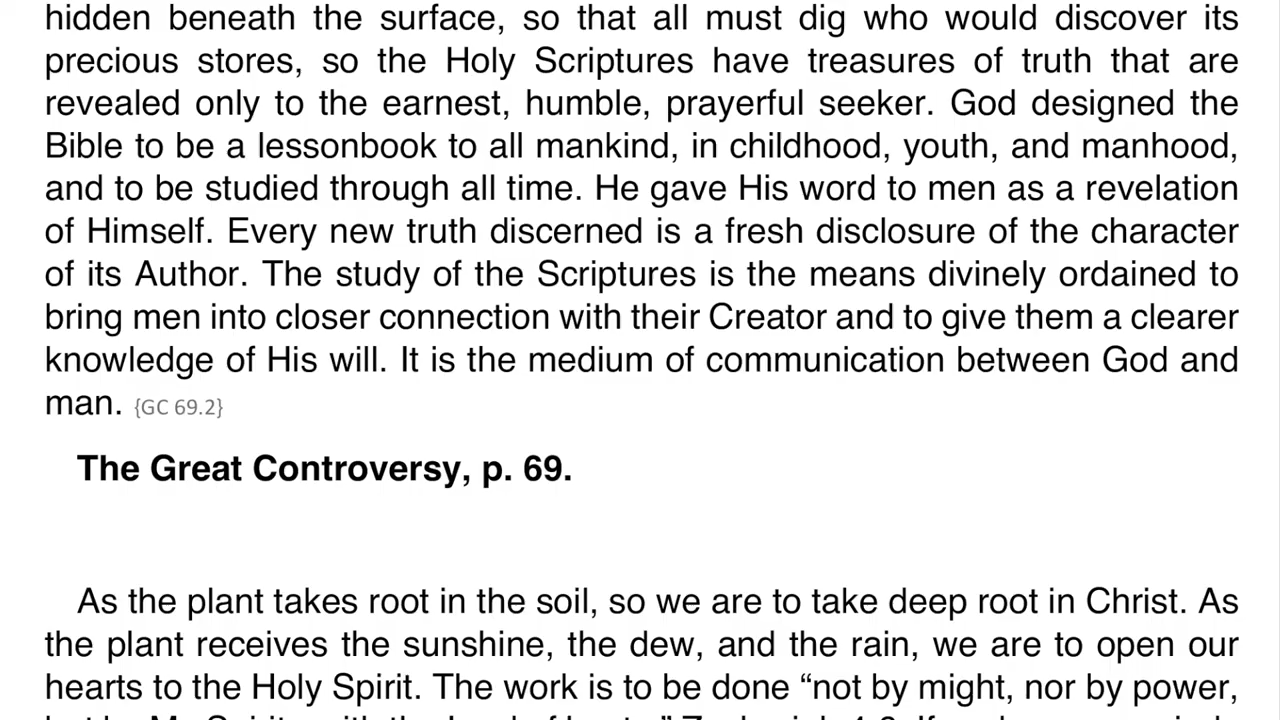 hidden beneath the surface, so that all must dig who would discover its
precious stores, so the Holy Scriptures have treasures of truth that are
revealed only to the earnest, humble, prayerful seeker. God designed the
Bible to be a lessonbook to all mankind, in childhood, youth, and manhood,
and to be studied through all time. He gave His word to men as a revelation
of Himself. Every new truth discerned is a fresh disclosure of the character
of its Author. The study of the Scriptures is the means divinely ordained to
bring men into closer connection with their Creator and to give them a clearer
knowledge of His will. It is the medium of communication between God and
man. {GC 69.2}
The Great Controversy, p. 69.
As the plant takes root in the soil, so we are to take deep root in Christ. As
the plant receives the sunshine, the dew, and the rain, we are to open our
hearts to the Holy Spirit. The work is to be done “not by might, nor by power,